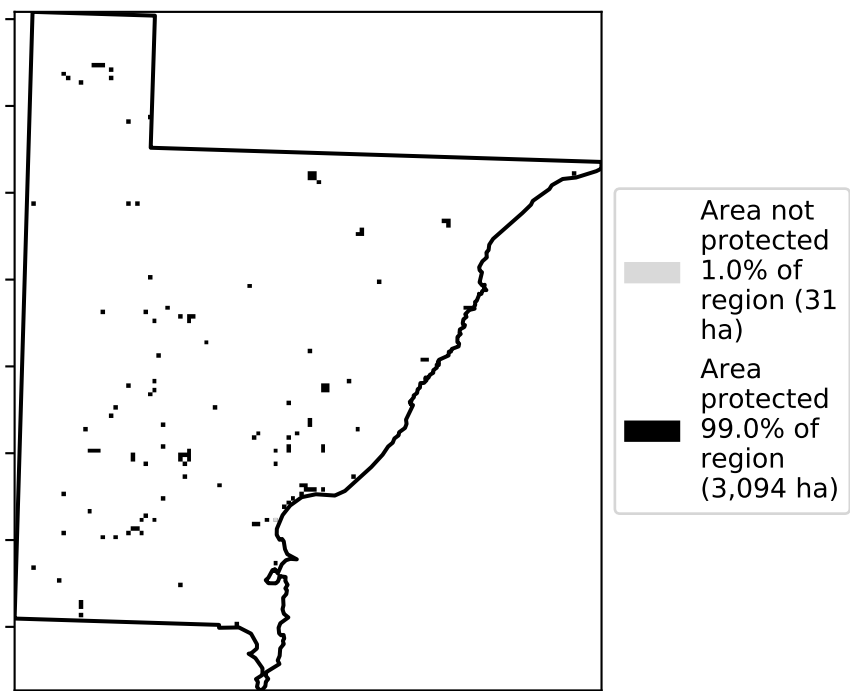 Area not
protected
1.0% of
region (31
ha)
Area
protected
99.0% of
region
(3,094 ha)